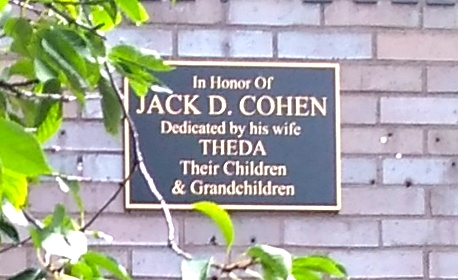 In Honor Of
JACK D. COHEN
Dedicated by his wife
THEDA
Their Children
& Grandchildren